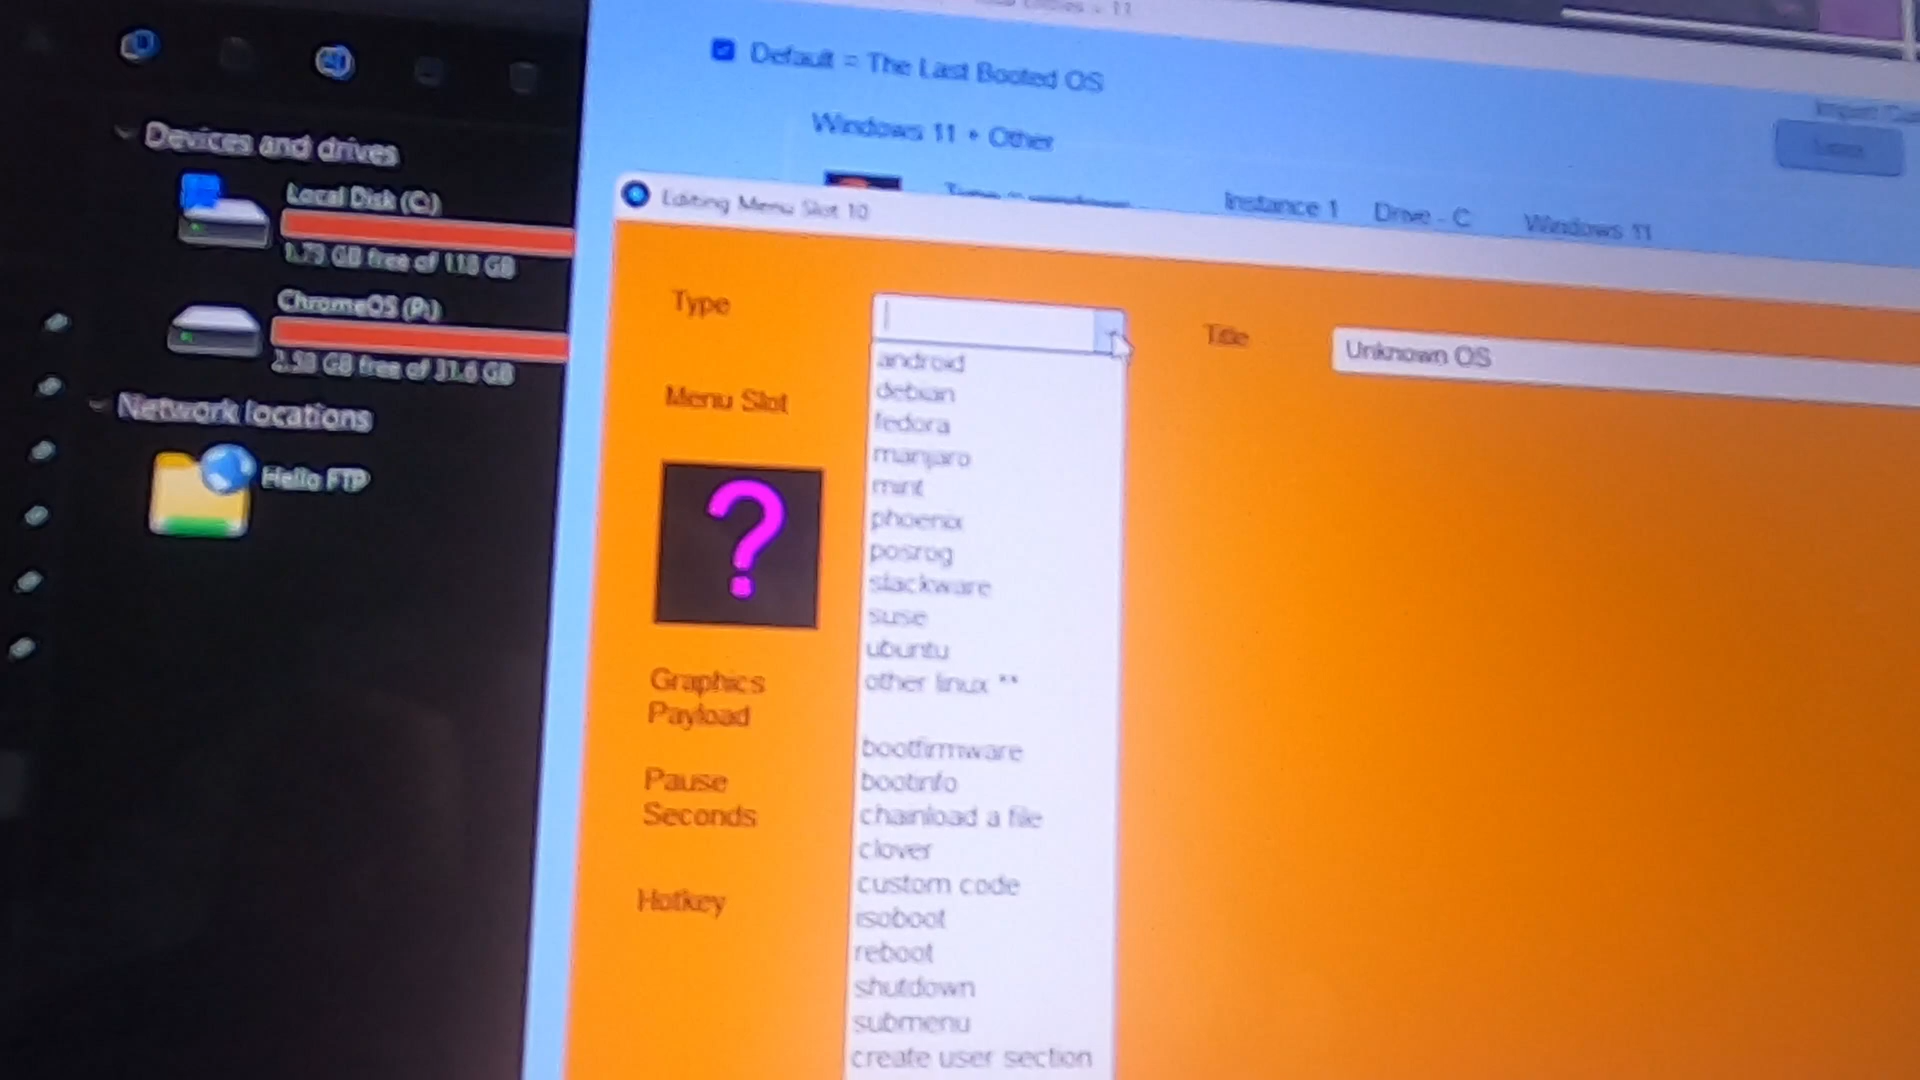 Devices and drives
Local Disk (C:)
1.73 GB free of 118 GB
ChromeOS (P:)
GB free of 31.6 GB
Network locations
Hello FTP
Default = The Last Booted OS
Windows 11 + Other
Instance 1 Drive - C Windows 11
Editing Menu Slot 10
Type
Title
Unknown OS
Menu Slot
?
Graphics
Payload
Pause
Seconds
Hotkey
android
debian
fedora
manjaro
mint
phoenix
posrog
slackware
suse
ubuntu
other linux **
bootfirmware
bootinfo
chainload a file
clover
custom code
isoboot
reboot
shutdown
submenu
create user section